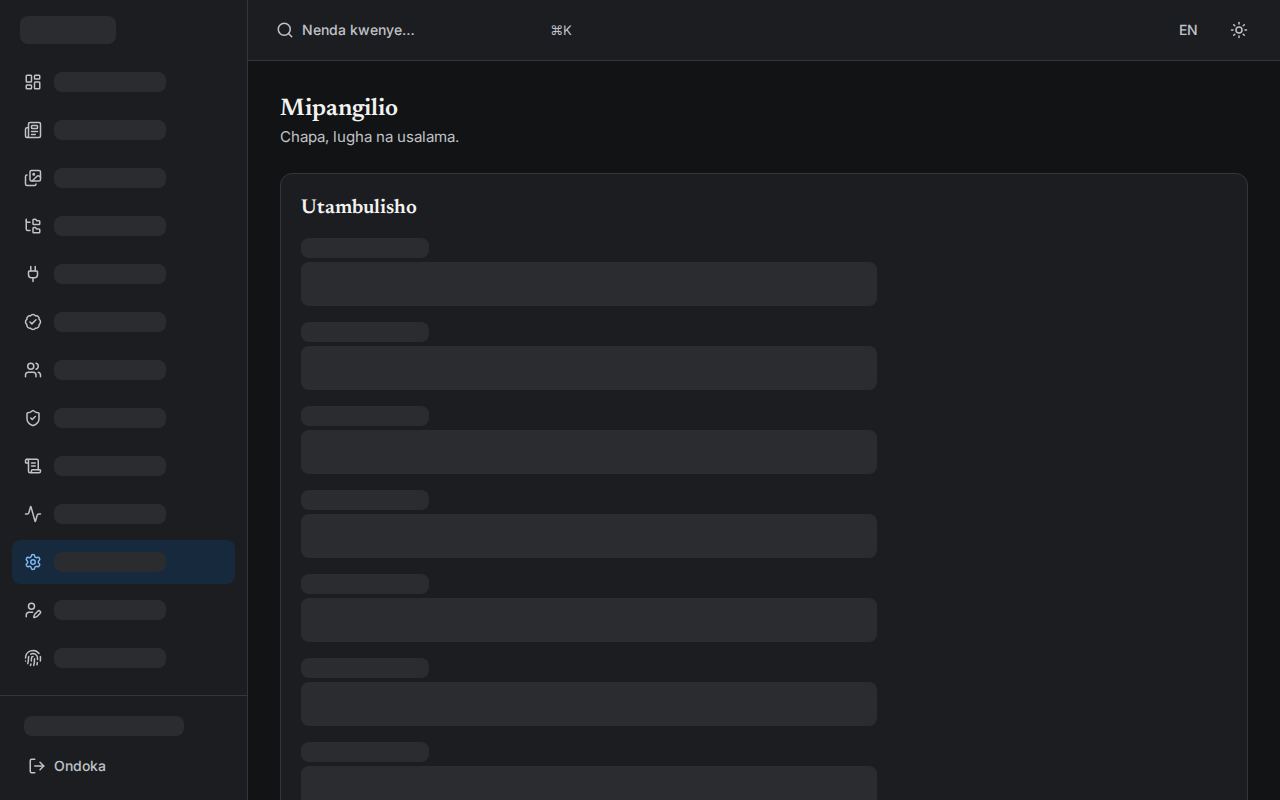 Nenda kwenye... ⌘K
EN
Mipangilio
Chapa, lugha na usalama.
Utambulisho
Ondoka